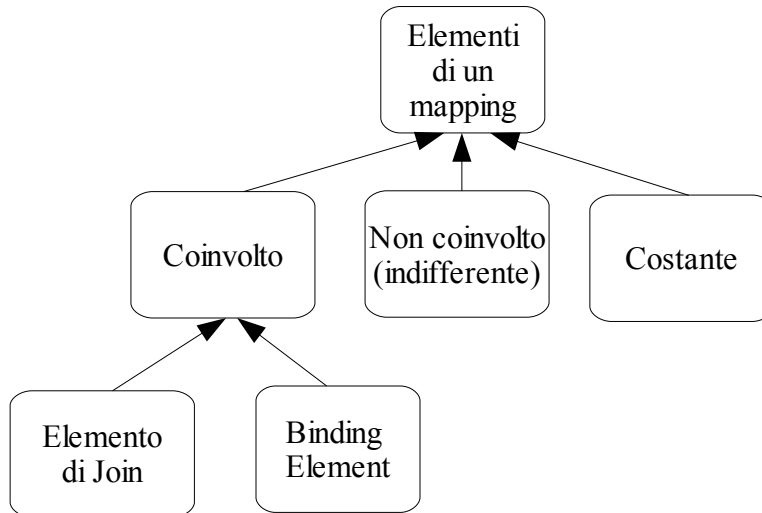 Elementi
di un
mapping
Coinvolto
Non coinvolto
(indifferente)
Costante
Elemento
di Join
Binding
Element